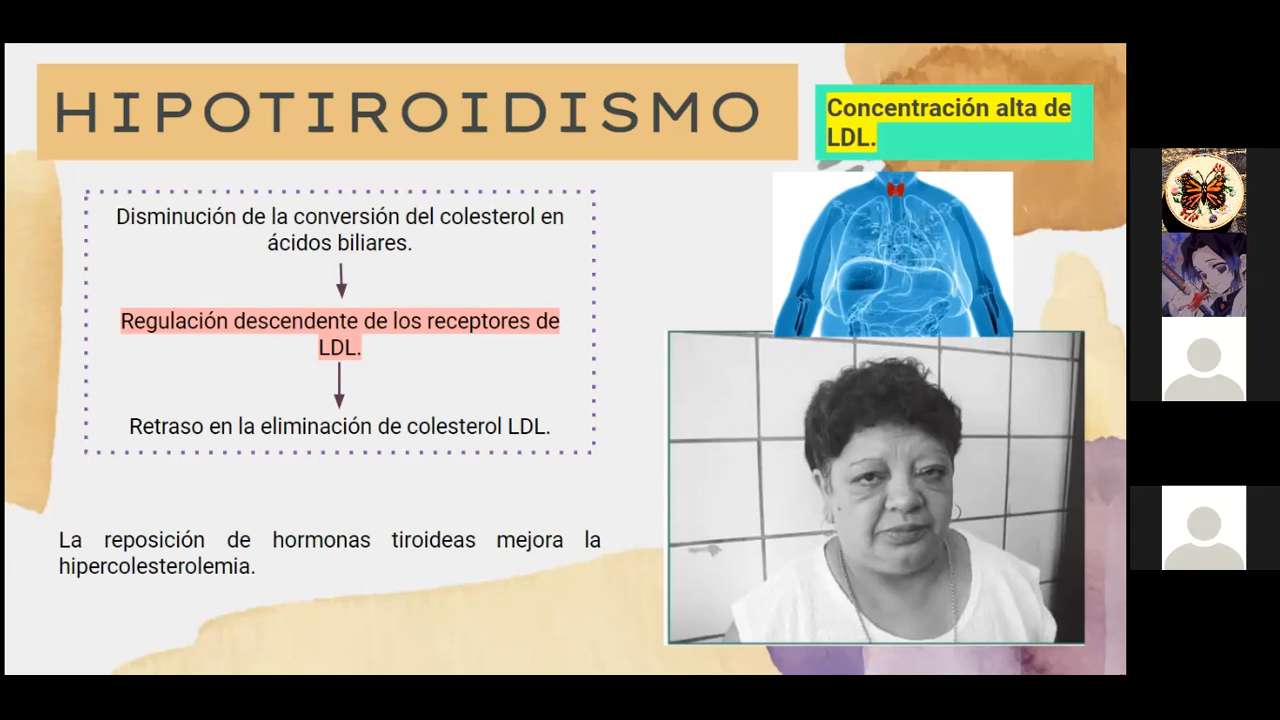 HIPOTIROIDISMO
Concentración alta de
LDL.
Disminución de la conversión del colesterol en
ácidos biliares.
Regulación descendente de los receptores de
LDL.
Retraso en la eliminación de colesterol LDL.
La reposición de hormonas tiroideas mejora la
hipercolesterolemia.